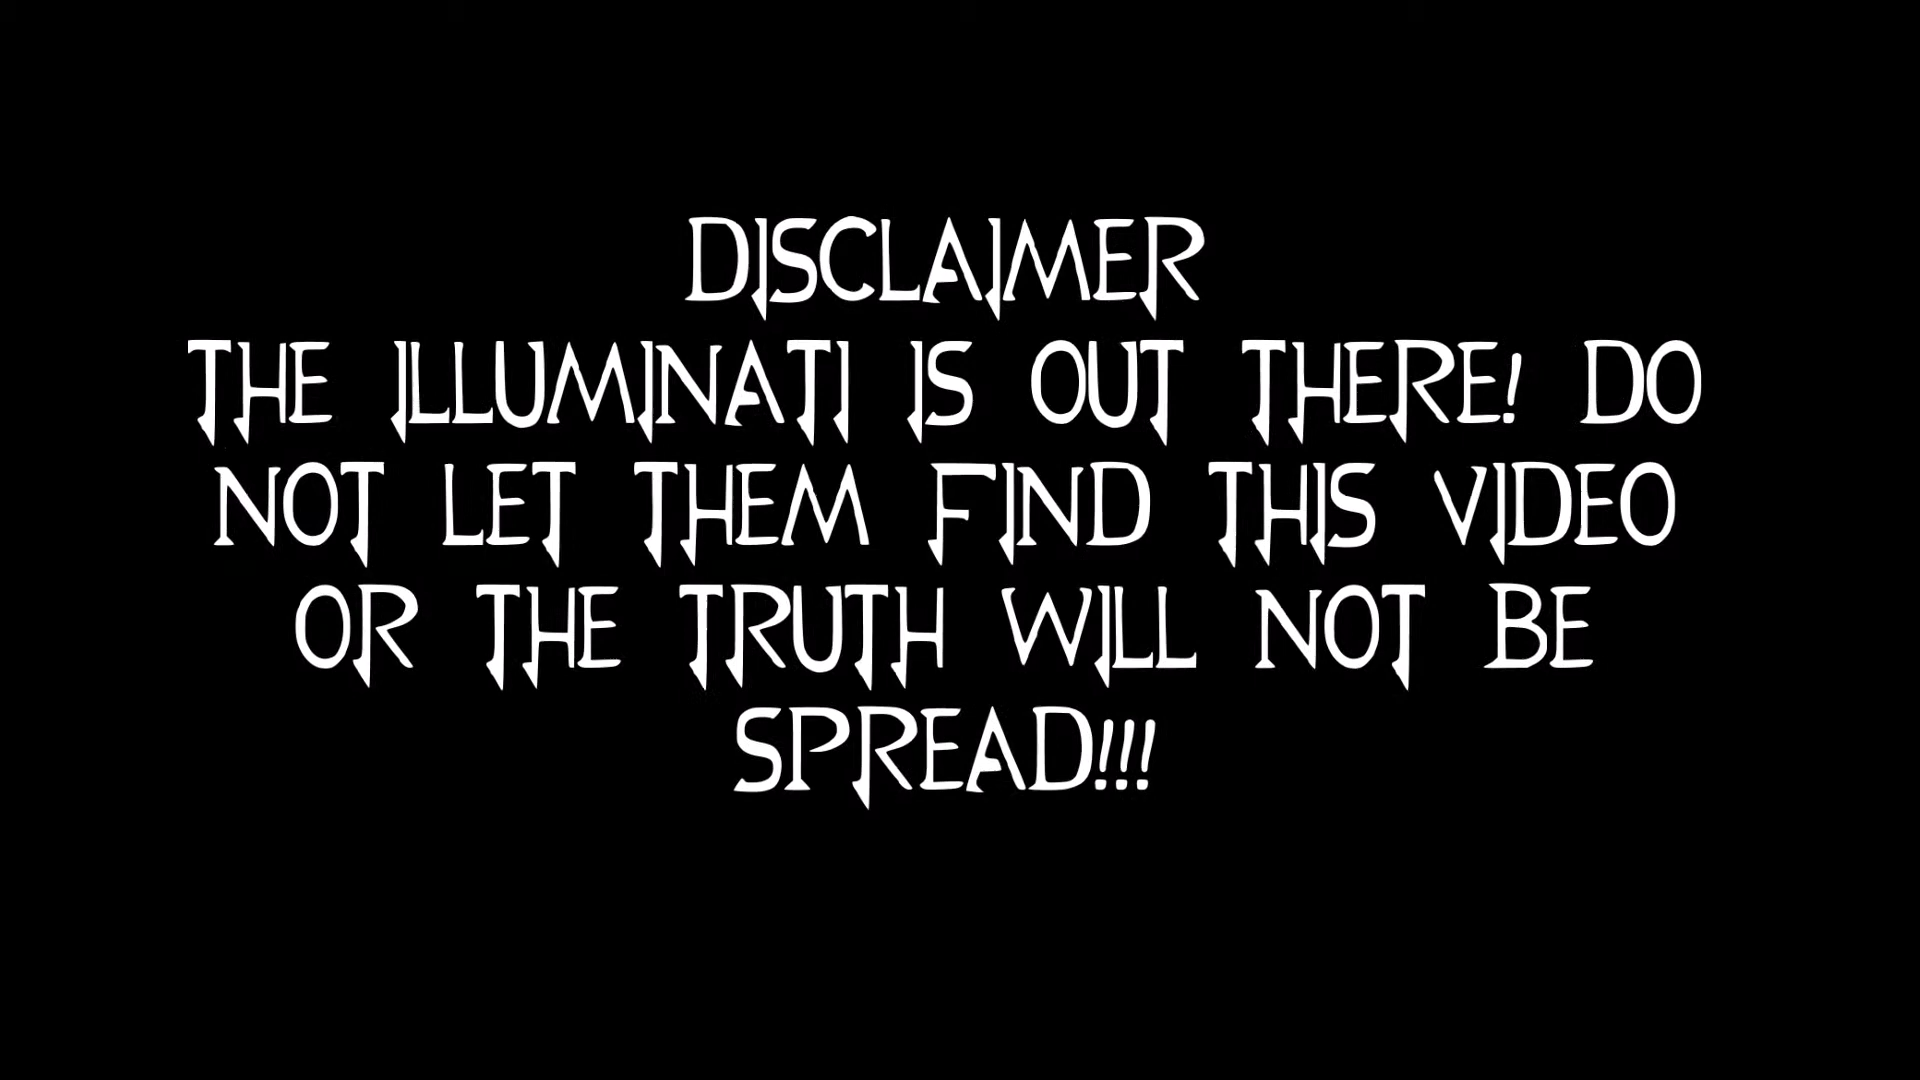 DISCLAIMER
THE ILLUMINATI IS OUT THERE! DO
NOT LET THEM FIND THIS VIDEO
OR THE TRUTH WILL NOT BE
SPREAD!!!